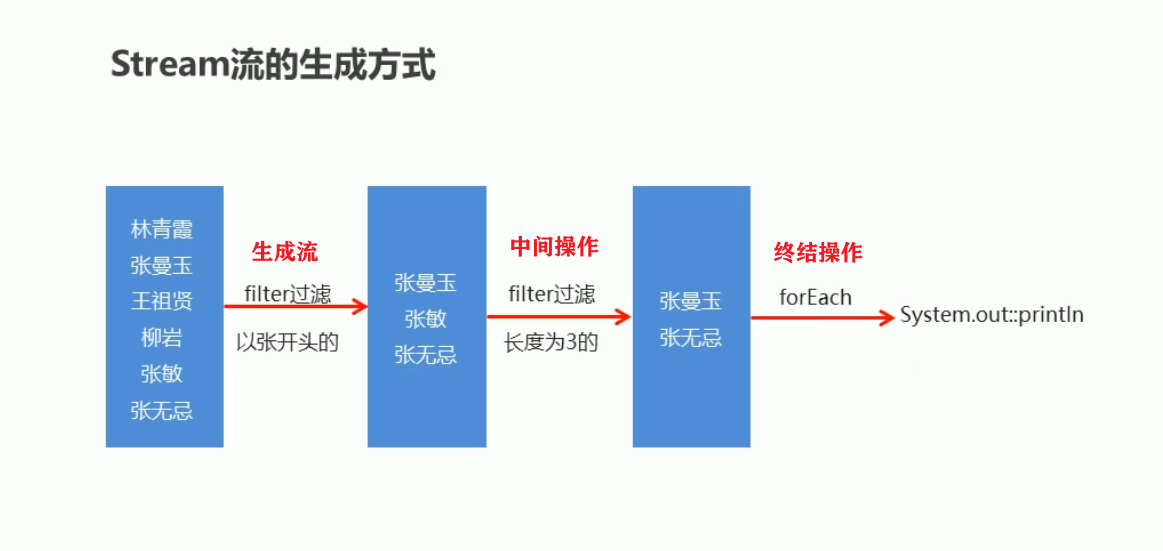 Stream流的生成方式
林青霞
张曼玉
王祖贤
柳岩
张敏
张无忌
生成流
filter过滤
以张开头的
张曼玉
张敏
张无忌
中间操作
filter过滤
长度为3的
张曼玉
张无忌
终结操作
forEach
System.out::println